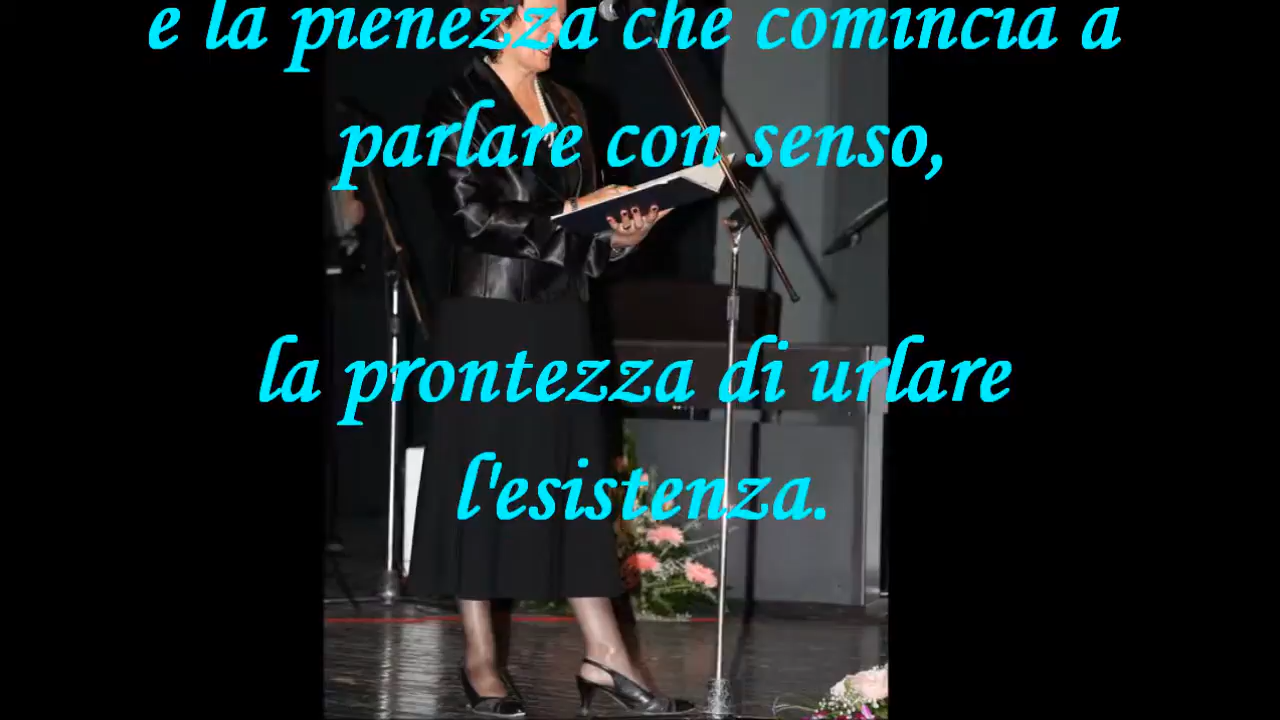 e la pienezza che comincia a
parlare con senso,
la prontezza di urlare
l'esistenza.